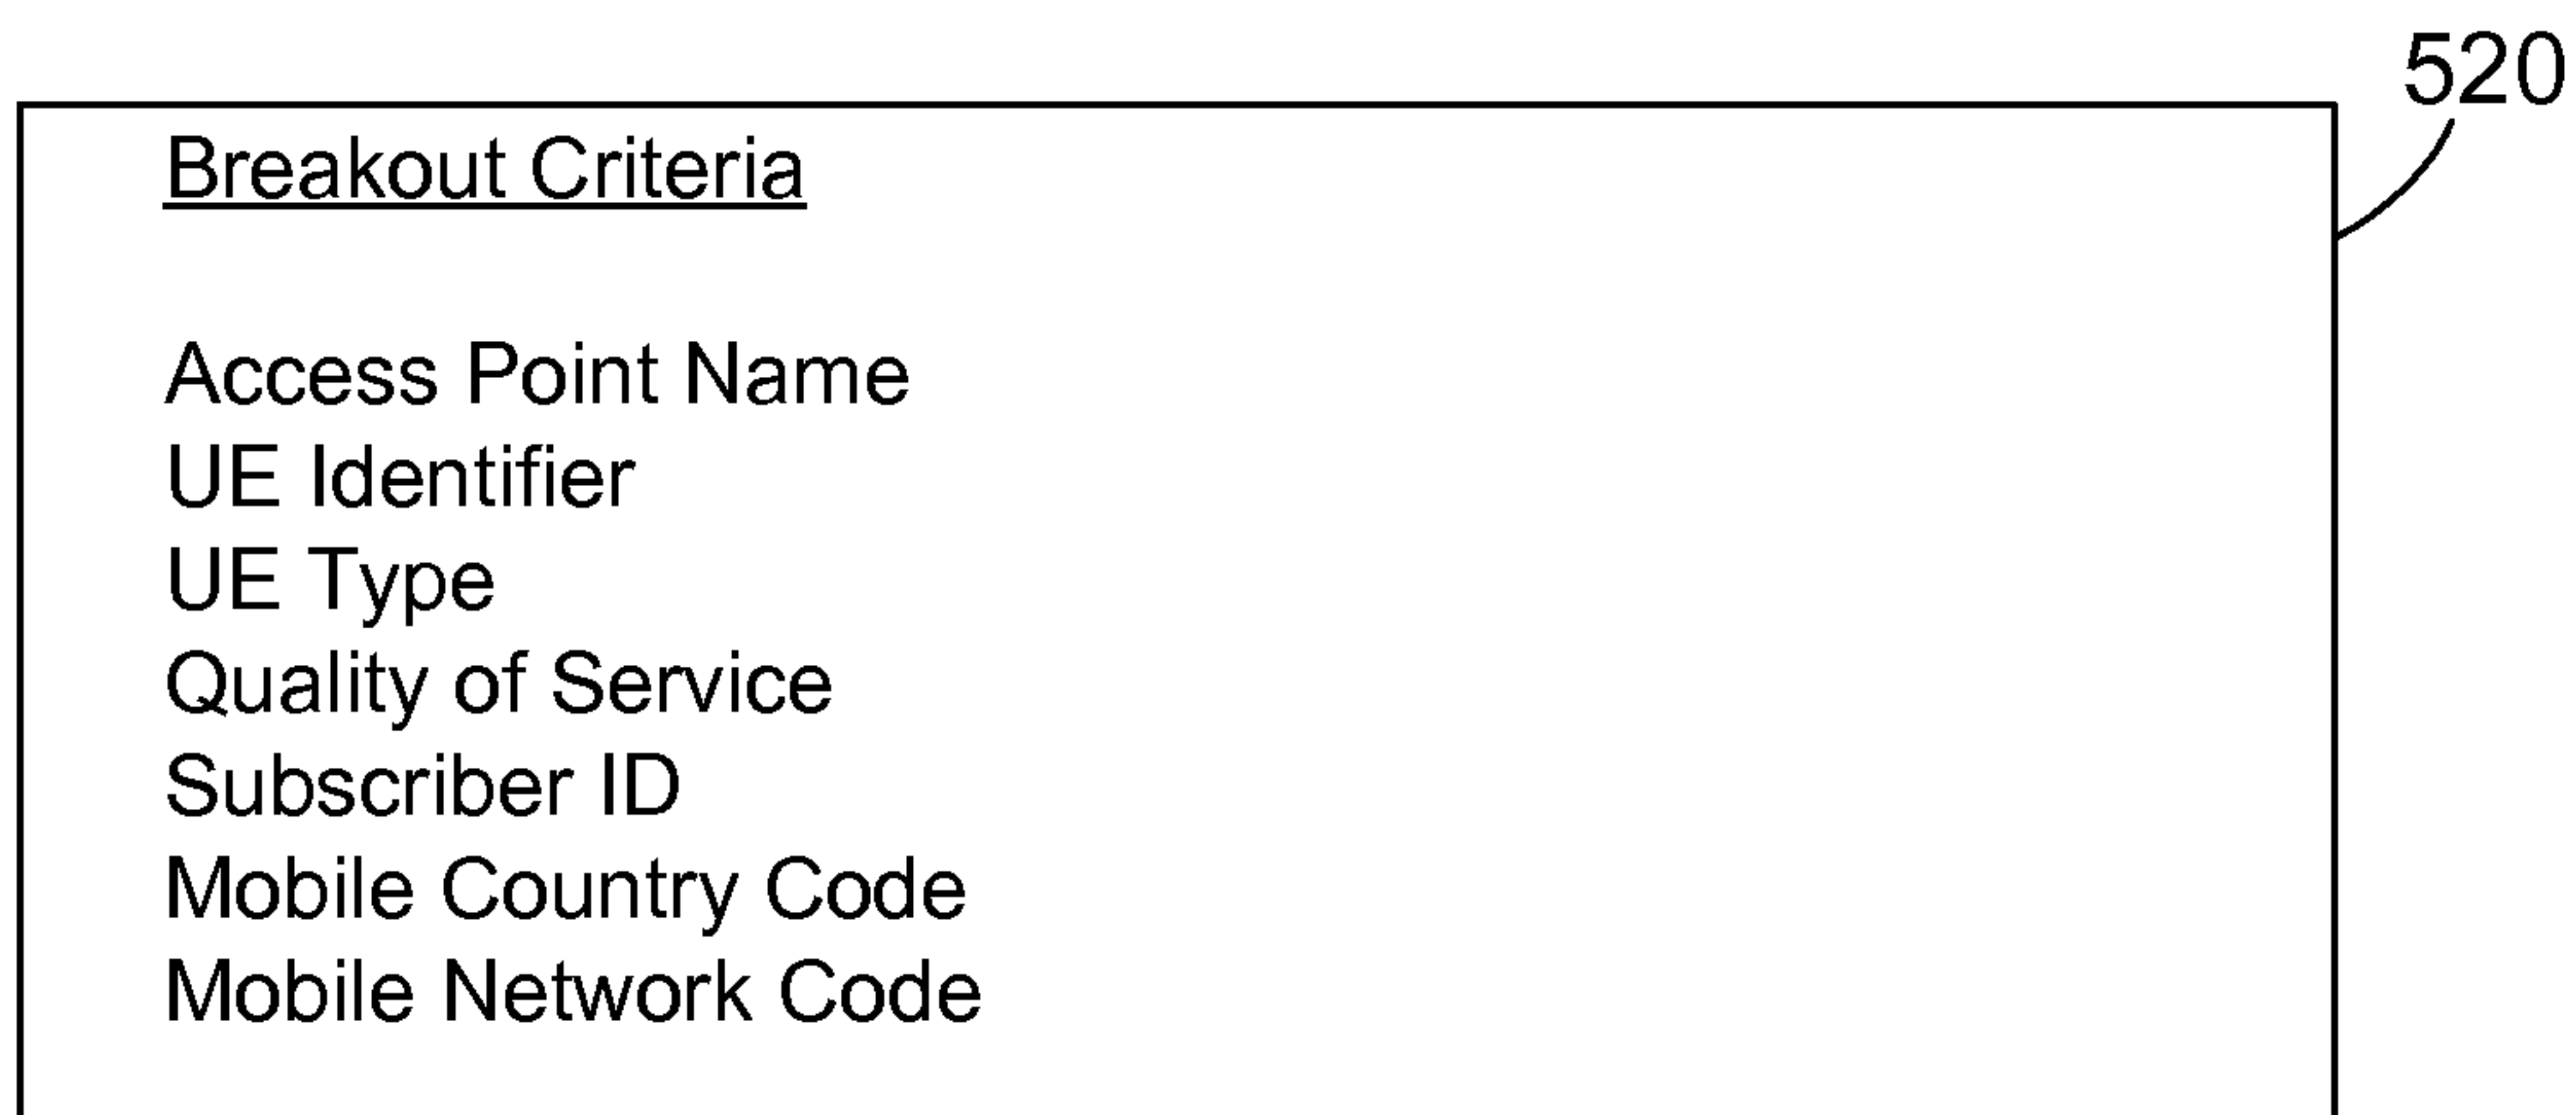 520
Breakout Criteria
Access Point Name
UE Identifier
UE Type
Quality of Service
Subscriber ID
Mobile Country Code
Mobile Network Code